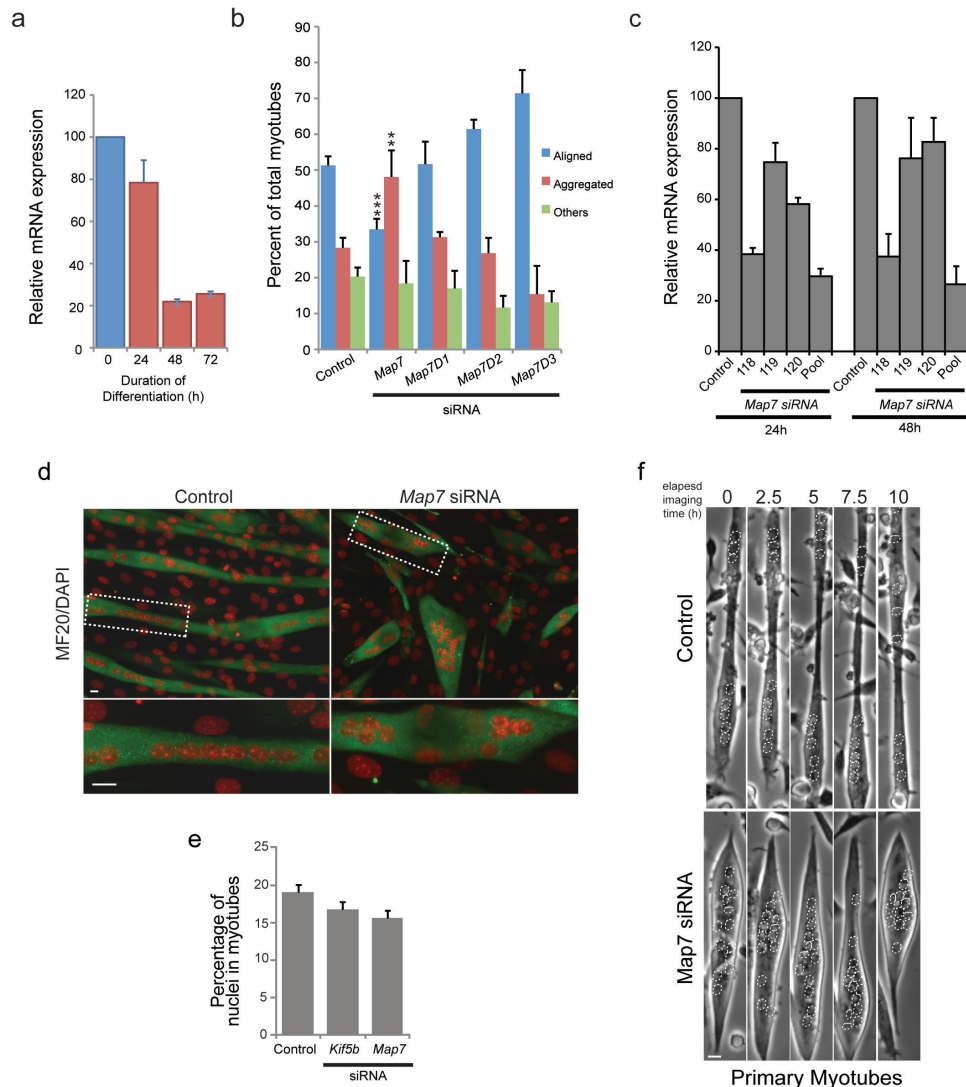 a
Relative mRNA expression
120
100
80
60
40
20
0
0 24 48 72
Duration of
Differentiation (h)
b
Percent of total myotubes
90
80
70
60
50
40
30
20
10
0
***
**
Aligned
Aggregated
Others
Control Map7 Map7D1 Map7D2 Map7D3
siRNA
c
Relative mRNA expression
120
100
80
60
40
20
0
Control 118 119 120 Pool Control 118 119 120 Pool
Map7 siRNA Map7 siRNA
24h 48h
d
Control Map7 siRNA
MF20/DAPI
e
Percentage of
nuclei in myotubes
25
20
15
10
5
0
Control Kif5b Map7
siRNA
f
elapesd
imaging
time (h)
0 2.5 5 7.5 10
Control
Map7 siRNA
Primary Myotubes